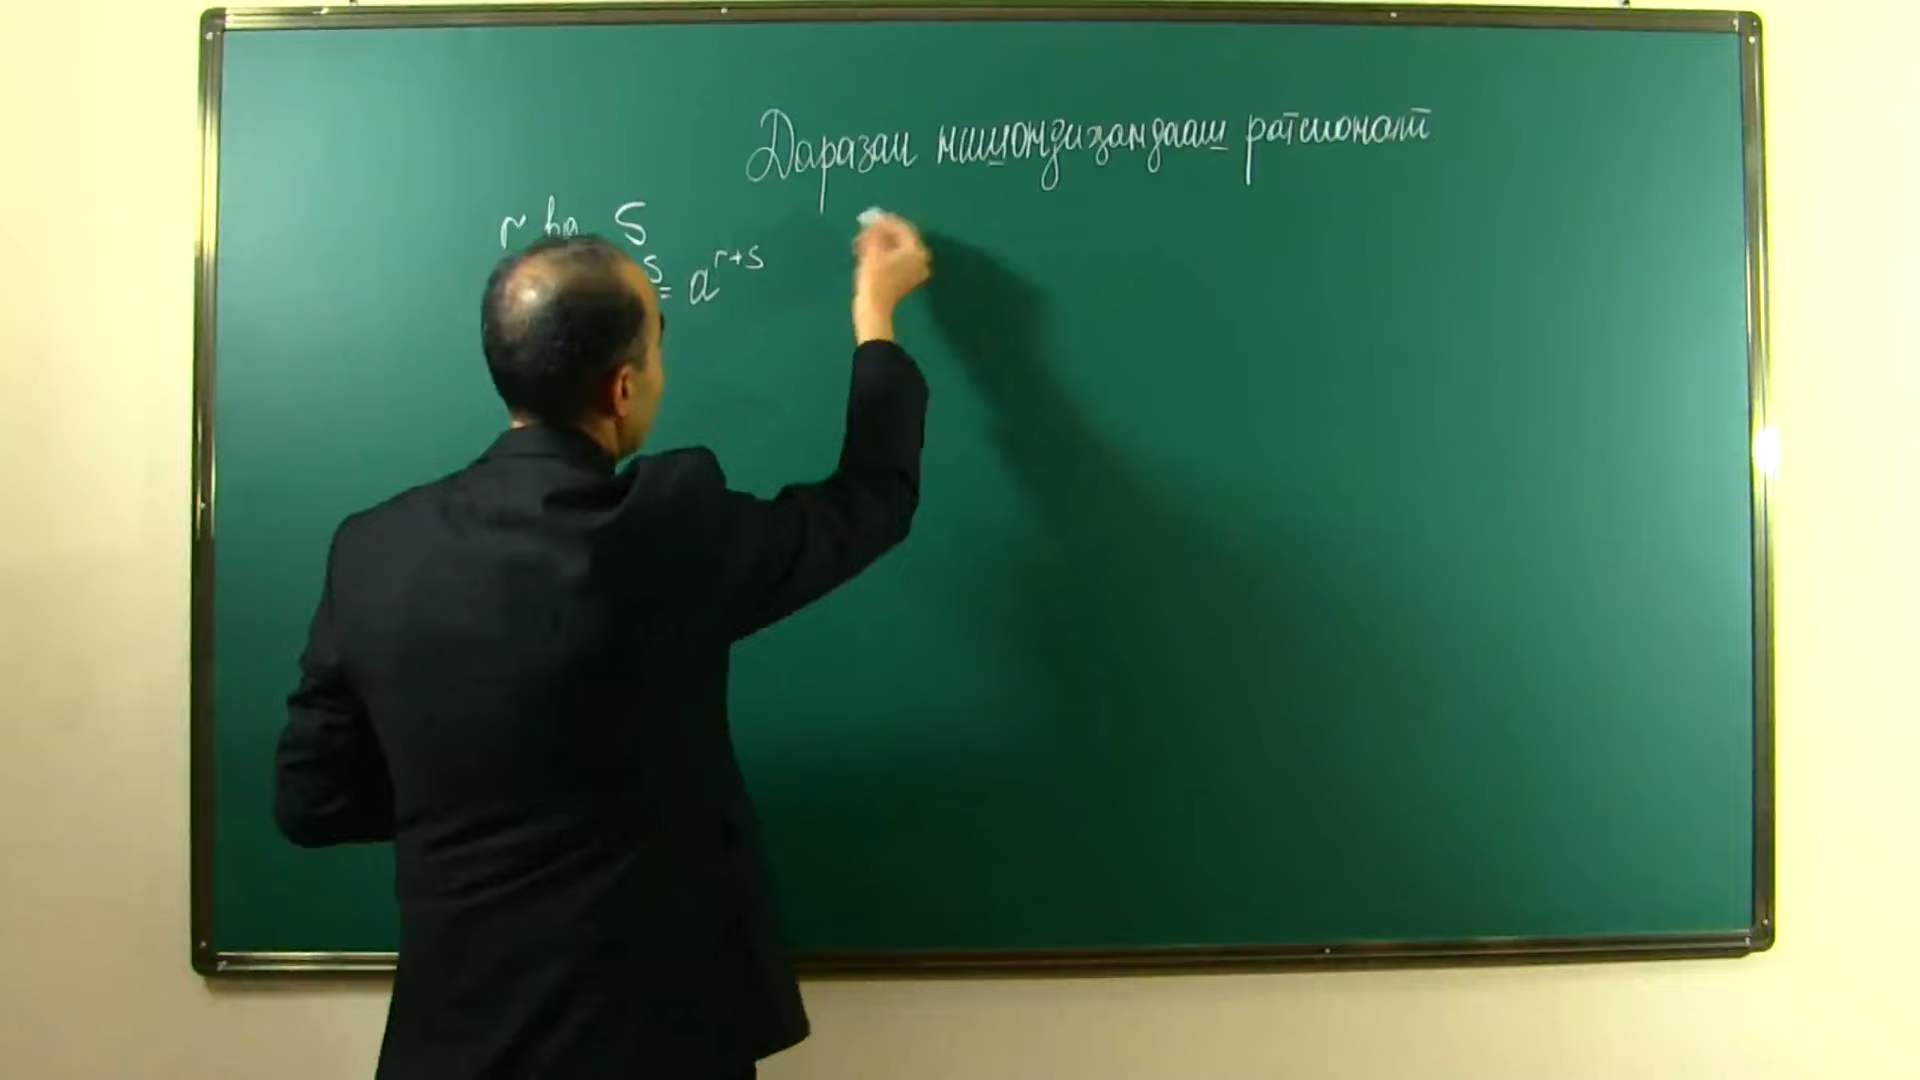 Дараҷаи нишондиҳандааш ратсионалӣ
r ва S
S = a^{r+S}